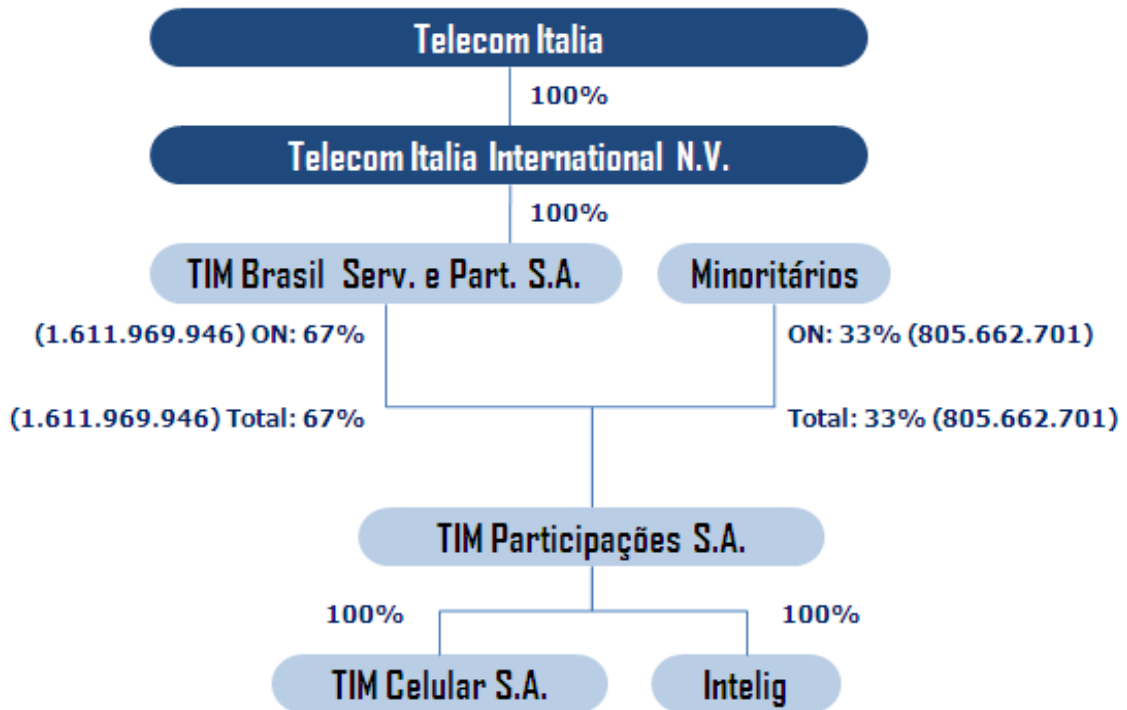 Telecom Italia
100%
Telecom Italia International N.V.
100%
TIM Brasil Serv. e Part. S.A.
Minoritários
(1.611.969.946) ON: 67%
ON: 33% (805.662.701)
(1.611.969.946) Total: 67%
Total: 33% (805.662.701)
TIM Participações S.A.
100%
100%
TIM Celular S.A.
Intelig